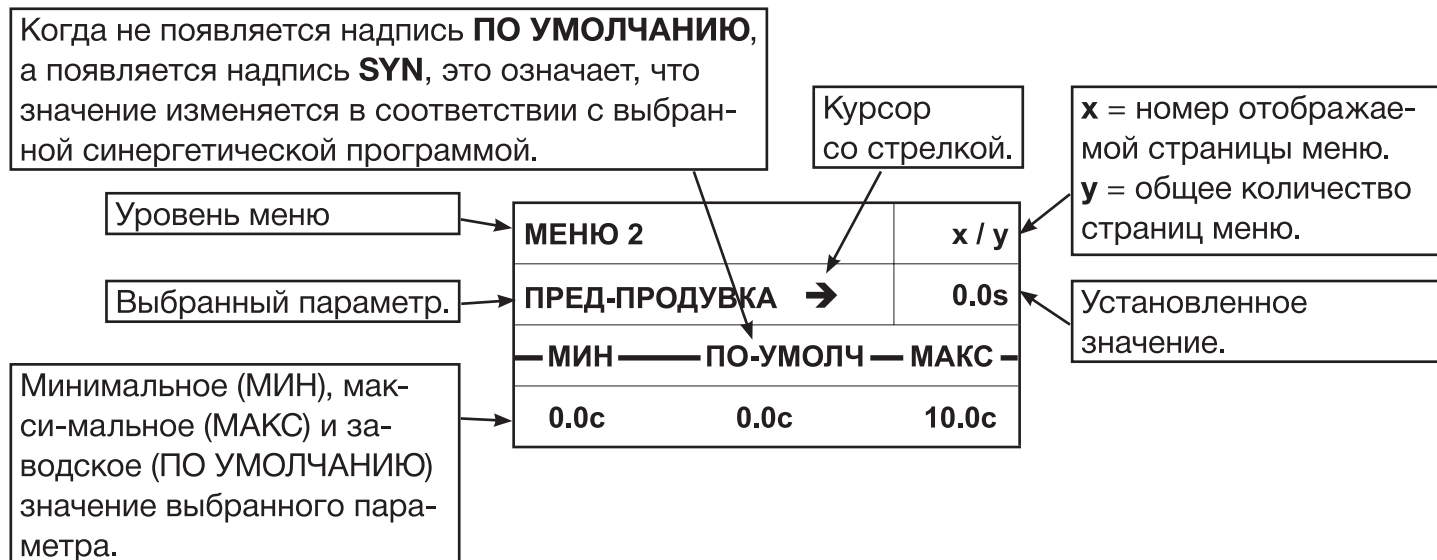 Когда не появляется надпись ПО УМОЛЧАНИЮ,
а появляется надпись SYN, это означает, что
значение изменяется в соответствии с выбран-
ной синергетической программой.
Курсор
со стрелкой.
x = номер отображае-
мой страницы меню.
y = общее количество
страниц меню.
Уровень меню
МЕНЮ 2 x / y
Выбранный параметр.
ПРЕД-ПРОДУВКА ➔ 0.0s
Установленное
значение.
МИН ПО-УМОЛЧ МАКС
Минимальное (МИН), мак-
си-мальное (МАКС) и за-
водское (ПО УМОЛЧАНИЮ)
значение выбранного пара-
метра.
0.0с 0.0с 10.0с